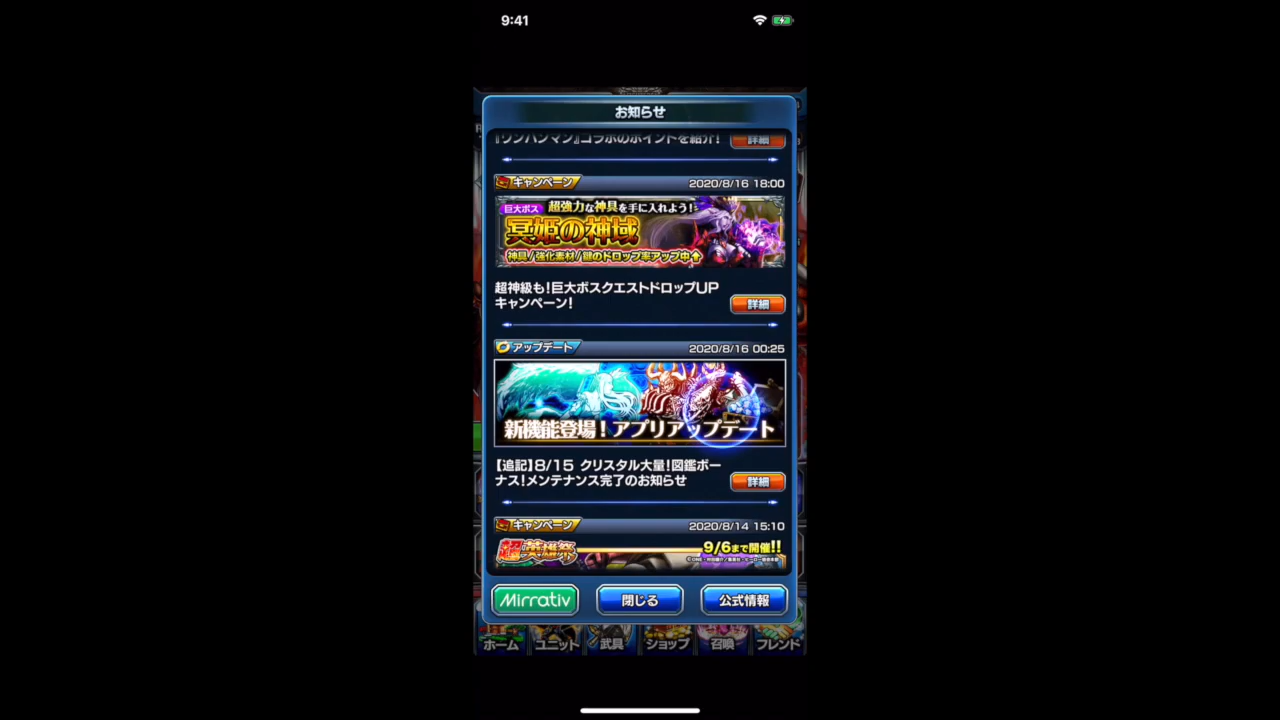 9:41
お知らせ
『ワンパンマン』コラボのポイントを紹介!
詳細
キャンペーン
2020/8/16 18:00
巨大ボス 超強力な神具を手に入れよう!
冥姫の神域
神具/強化素材/鍵のドロップ率アップ中↑
超神級も!巨大ボスクエストドロップUP
キャンペーン!
詳細
アップデート
2020/8/16 00:25
新機能登場!アプリアップデート
【追記】8/15 クリスタル大量!図鑑ボー
ナス!メンテナンス完了のお知らせ
詳細
キャンペーン
2020/8/14 15:10
超英雄祭
9/6まで開催!!
Mirrativ
閉じる
公式情報
ホーム
ユニット
武具
ショップ
召喚
フレンド